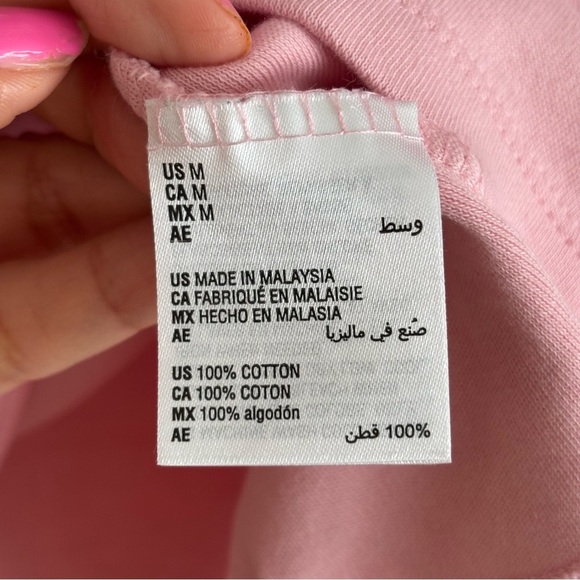 US M
CA M
MX M
AE وسط
US MADE IN MALAYSIA
CA FABRIQUÉ EN MALAISIE
MX HECHO EN MALASIA
AE صُنع في ماليزيا
US 100% COTTON
CA 100% COTON
MX 100% algodón
AE 100% قطن